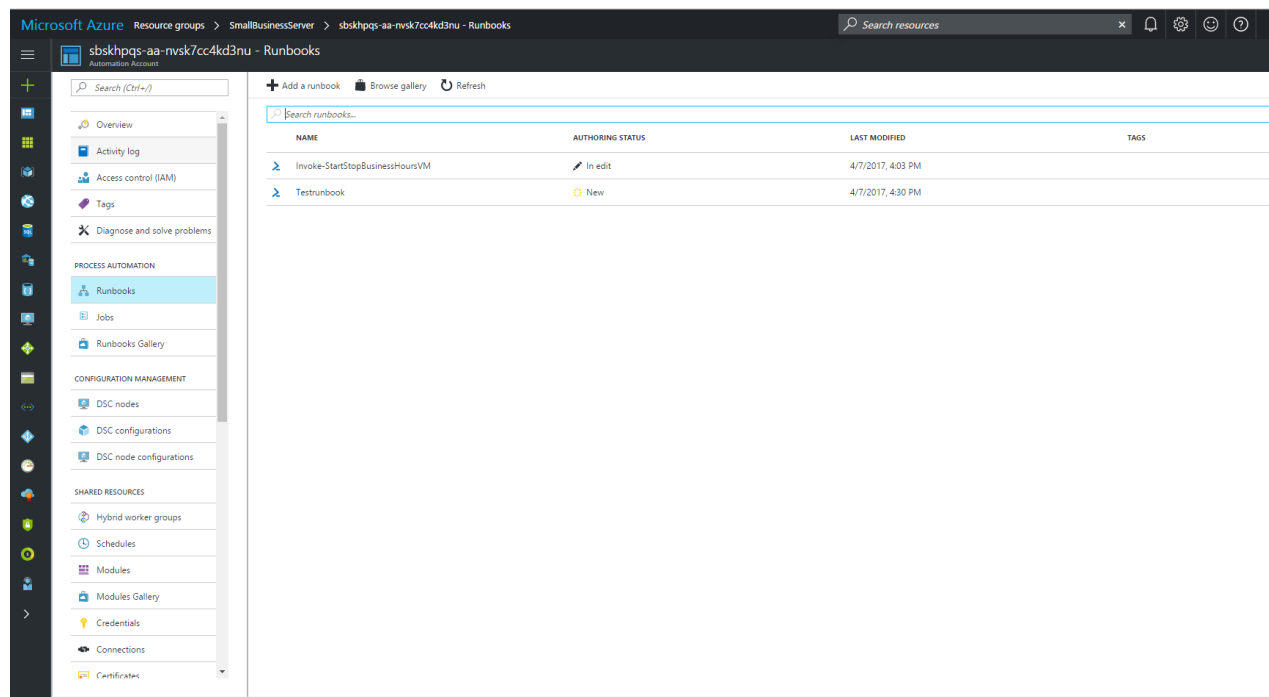 Microsoft Azure Resource groups > SmallBusinessServer > sbskhpqs-aa-nvsk7cc4kd3nu - Runbooks
Search resources
sbskhpqs-aa-nvsk7cc4kd3nu - Runbooks
Automation Account
Search (Ctrl+/)
Overview
Activity log
Access control (IAM)
Tags
Diagnose and solve problems
PROCESS AUTOMATION
Runbooks
Jobs
Runbooks Gallery
CONFIGURATION MANAGEMENT
DSC nodes
DSC configurations
DSC node configurations
SHARED RESOURCES
Hybrid worker groups
Schedules
Modules
Modules Gallery
Credentials
Connections
Certificates
Add a runbook Browse gallery Refresh
Search runbooks...
NAME AUTHORING STATUS LAST MODIFIED TAGS
Invoke-StartStopBusinessHoursVM In edit 4/7/2017, 4:03 PM
Testrunbook New 4/7/2017, 4:30 PM